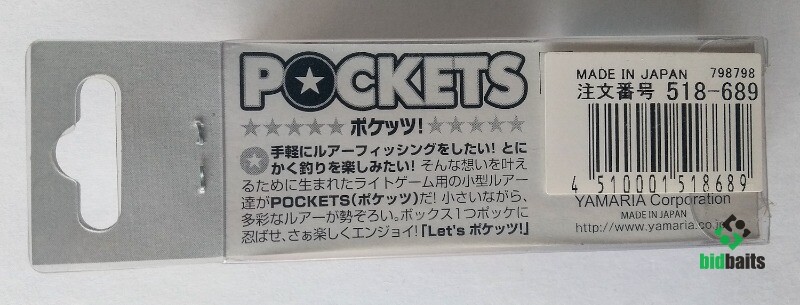 POCKETS
★★★★★ポケッツ!★★★★★
手軽にルアーフィッシングをしたい！とに
かく釣りを楽しみたい！そんな想いを叶え
るために生まれたライトゲーム用の小型ルアー
達がPOCKETS(ポケッツ)だ！小さいながら、
多彩なルアーが勢ぞろい。ボックス1つポッケに
忍ばせ、さぁ楽しくエンジョイ！「Let's ポケッツ!」
MADE IN JAPAN 798798
注文番号 518-689
4 510001 518689
YAMARIA Corporation
MADE IN JAPAN
http://www.yamaria.co.jp
bidbaits